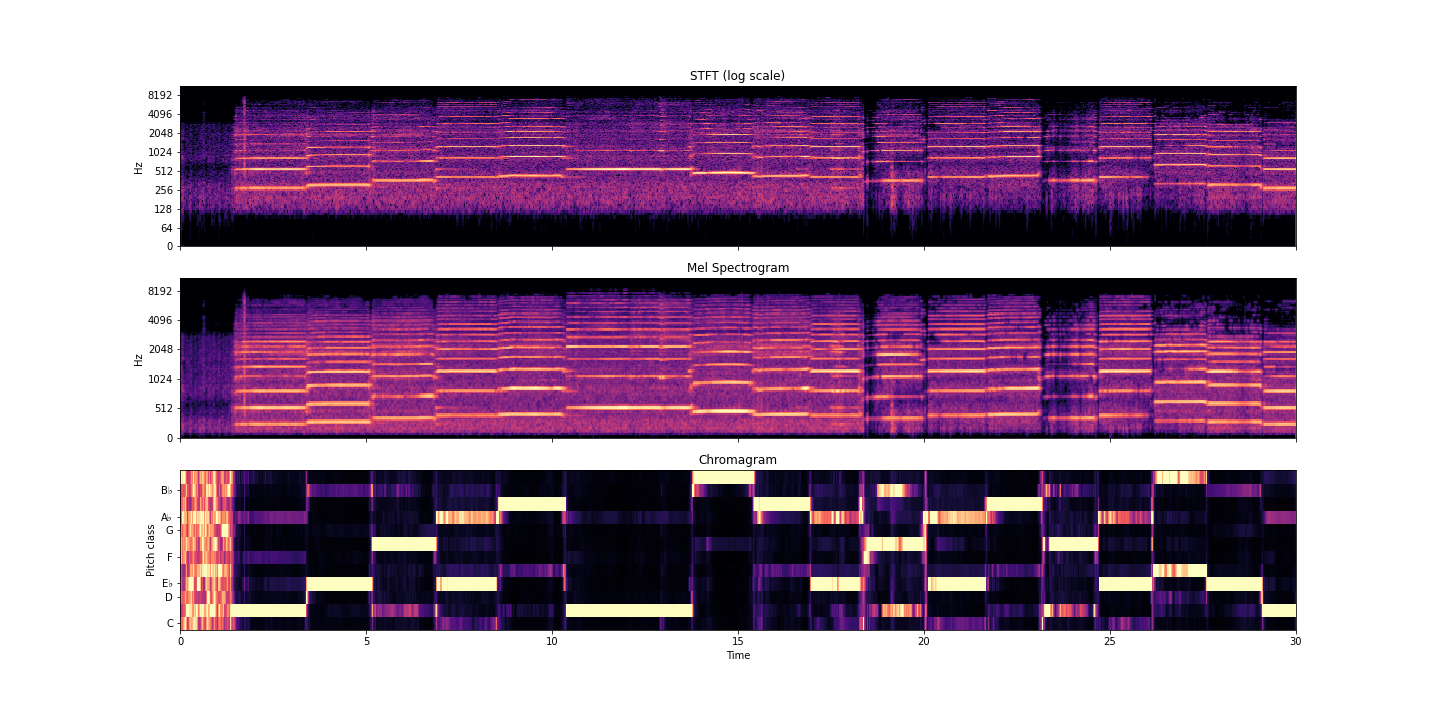 STFT (log scale)
8192
4096
2048
1024
512
256
128
64
0
Hz
Mel Spectrogram
8192
4096
2048
1024
512
0
Hz
Chromagram
B♭
A♭
G
F
E♭
D
C
Pitch class
0 5 10 15 20 25 30
Time